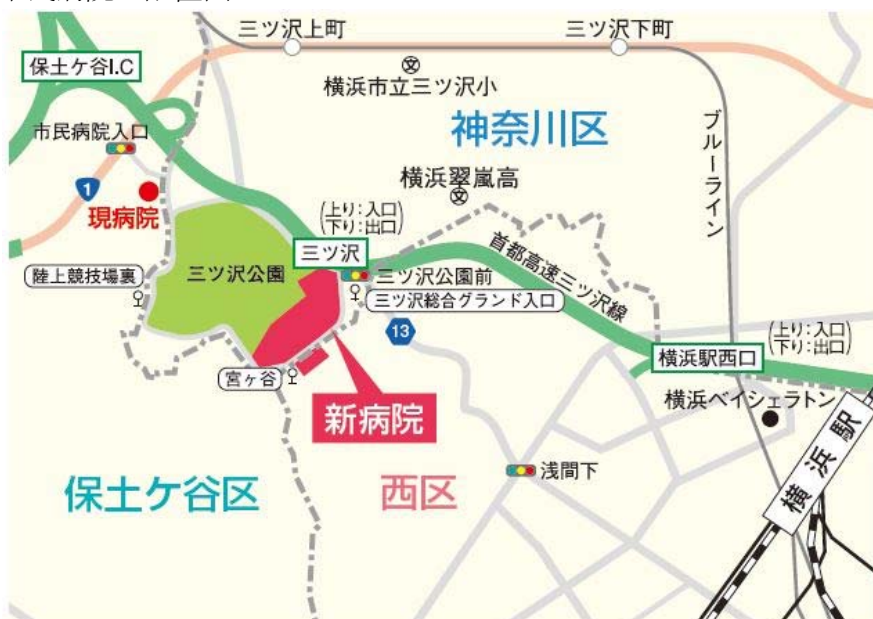 三ツ沢上町
三ツ沢下町
保土ケ谷I.C
横浜市立三ツ沢小
市民病院入口
神奈川区
ブルーライン
1
現病院
横浜翠嵐高
(上り:入口
下り:出口)
三ツ沢
首都高速三ツ沢線
陸上競技場裏
三ツ沢公園
三ツ沢公園前
三ツ沢総合グランド入口
13
(上り:入口
下り:出口)
横浜駅西口
宮ヶ谷
横浜ベイシェラトン
新病院
横浜駅
保土ケ谷区
西区
浅間下